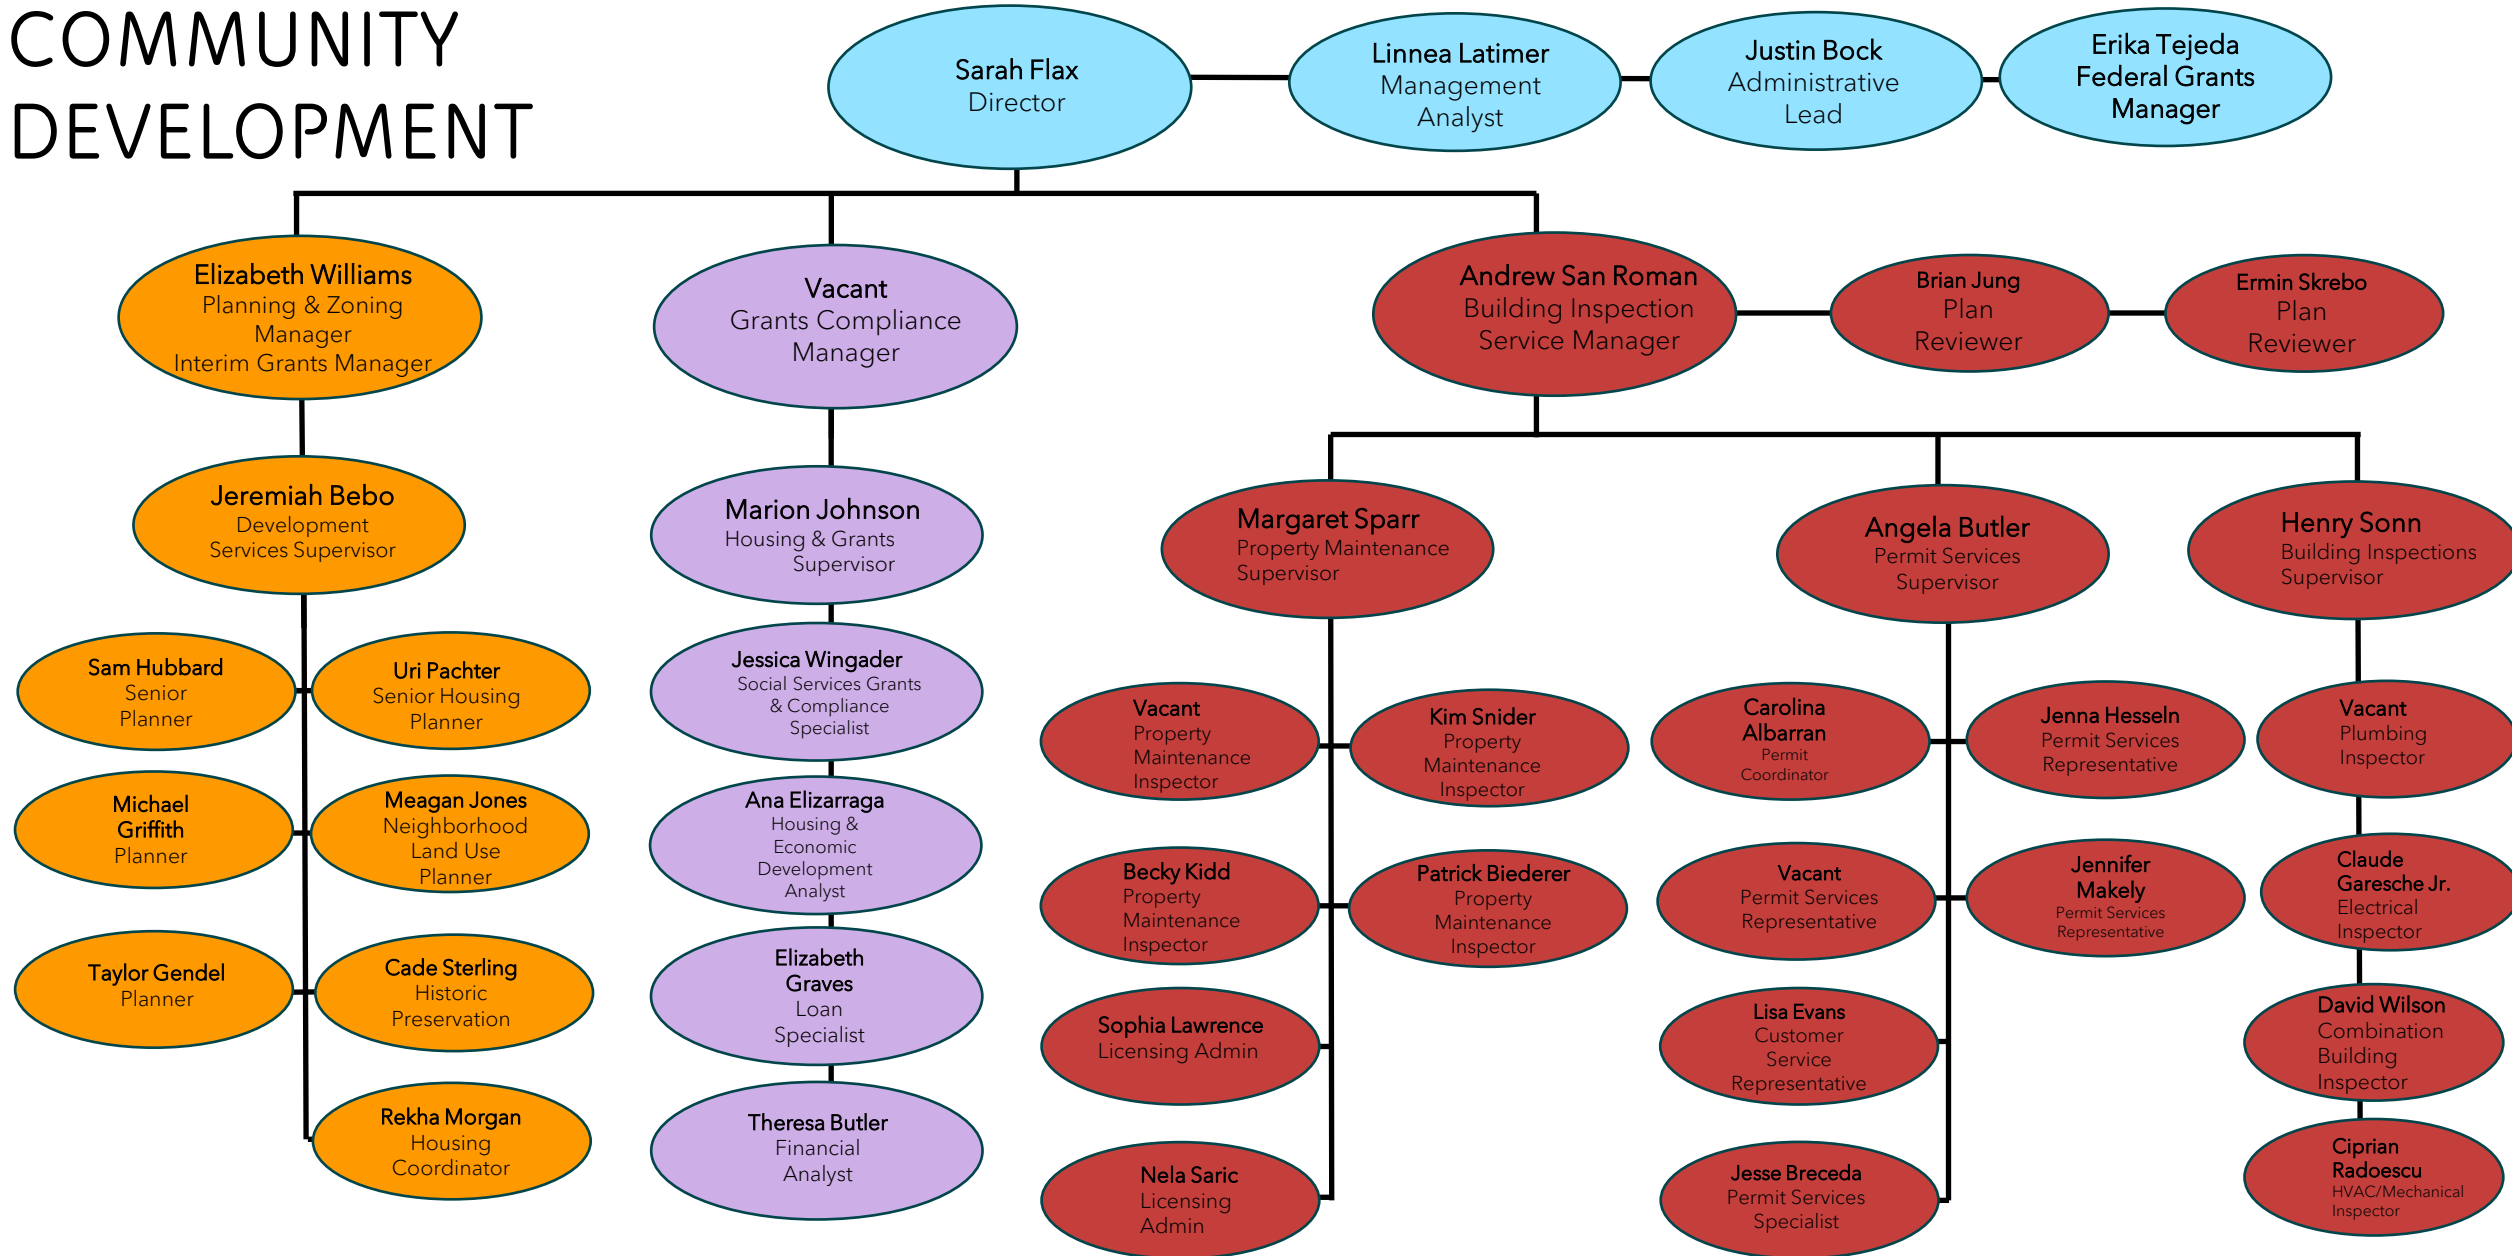 COMMUNITY
DEVELOPMENT
Sarah Flax
Director
Linnea Latimer
Management
Analyst
Justin Bock
Administrative
Lead
Erika Tejeda
Federal Grants
Manager
Elizabeth Williams
Planning & Zoning
Manager
Interim Grants Manager
Vacant
Grants Compliance
Manager
Andrew San Roman
Building Inspection
Service Manager
Brian Jung
Plan
Reviewer
Ermin Skrebo
Plan
Reviewer
Jeremiah Bebo
Development
Services Supervisor
Marion Johnson
Housing & Grants
Supervisor
Margaret Sparr
Property Maintenance
Supervisor
Angela Butler
Permit Services
Supervisor
Henry Sonn
Building Inspections
Supervisor
Sam Hubbard
Senior
Planner
Uri Pachter
Senior Housing
Planner
Michael
Griffith
Planner
Meagan Jones
Neighborhood
Land Use
Planner
Taylor Gendel
Planner
Cade Sterling
Historic
Preservation
Rekha Morgan
Housing
Coordinator
Jessica Wingader
Social Services Grants
& Compliance
Specialist
Ana Elizarraga
Housing &
Economic
Development
Analyst
Elizabeth
Graves
Loan
Specialist
Theresa Butler
Financial
Analyst
Vacant
Property
Maintenance
Inspector
Kim Snider
Property
Maintenance
Inspector
Becky Kidd
Property
Maintenance
Inspector
Patrick Biederer
Property
Maintenance
Inspector
Sophia Lawrence
Licensing Admin
Nela Saric
Licensing
Admin
Carolina
Albarran
Permit
Coordinator
Jenna Hesseln
Permit Services
Representative
Vacant
Permit Services
Representative
Jennifer
Makely
Permit Services
Representative
Lisa Evans
Customer
Service
Representative
Jesse Breceda
Permit Services
Specialist
Vacant
Plumbing
Inspector
Claude
Garesche Jr.
Electrical
Inspector
David Wilson
Combination
Building
Inspector
Ciprian
Radoescu
HVAC/Mechanical
Inspector